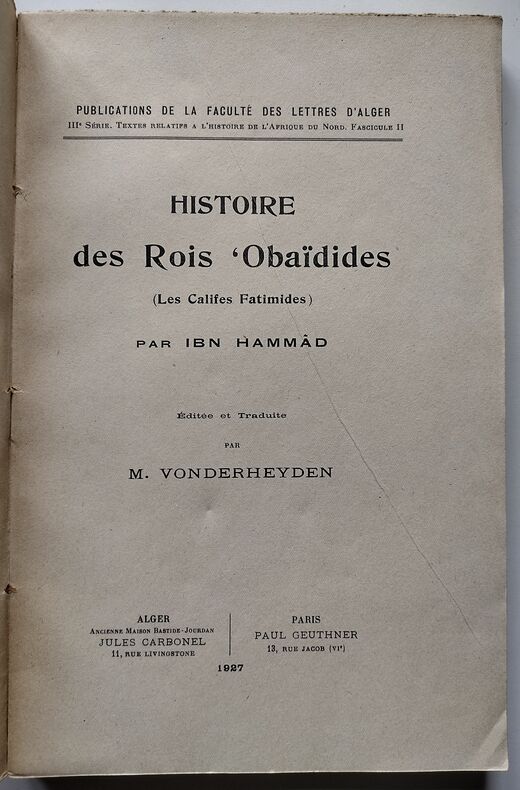 PUBLICATIONS DE LA FACULTÉ DES LETTRES D'ALGER
IIIe SÉRIE. TEXTES RELATIFS A L'HISTOIRE DE L'AFRIQUE DU NORD. FASCICULE II
HISTOIRE
des Rois ‘Obaïdides
(Les Califes Fatimides)
PAR IBN HAMMÂD
Éditée et Traduite
PAR
M. VONDERHEYDEN
ALGER
ANCIENNE MAISON BASTIDE-JOURDAN
JULES CARBONEL
11, RUE LIVINGSTONE
PARIS
PAUL GEUTHNER
13, RUE JACOB (VIe)
1927